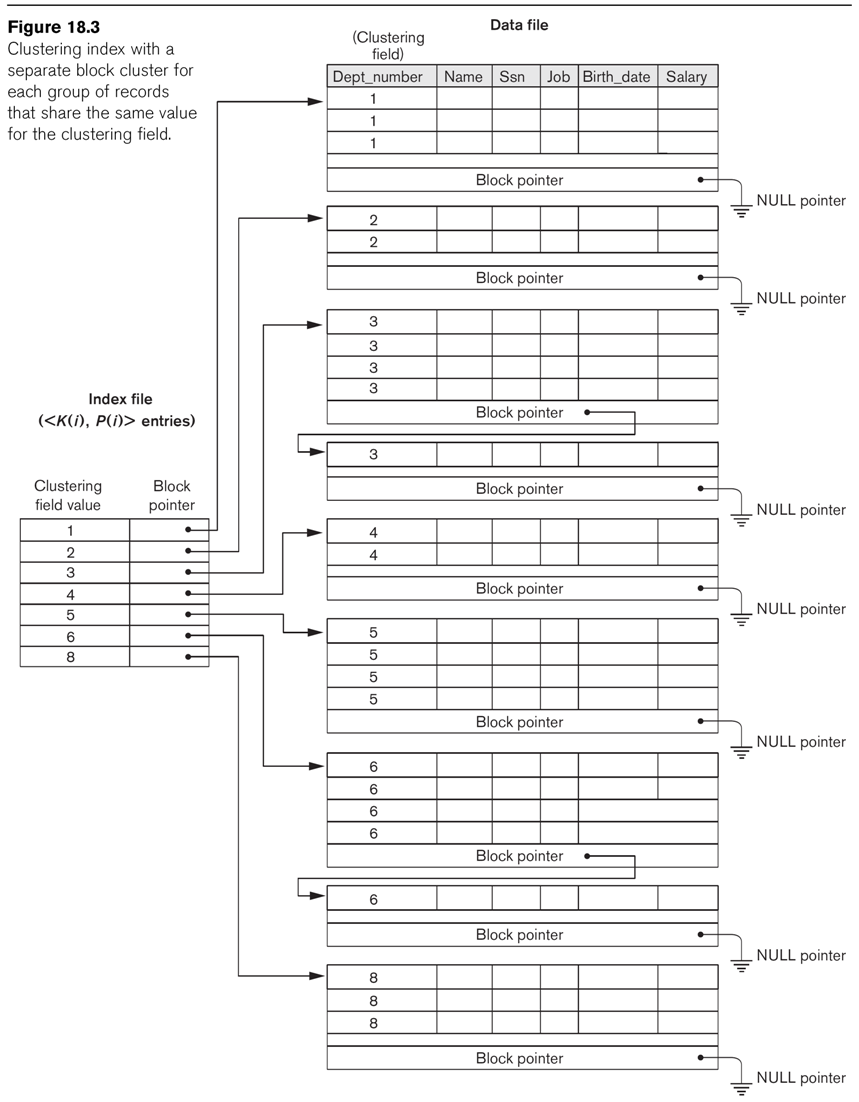 Figure 18.3
Clustering index with a
separate block cluster for
each group of records
that share the same value
for the clustering field.
Data file
(Clustering
field)
Dept_number Name Ssn Job Birth_date Salary
1
1
1
Block pointer
NULL pointer
2
2
Block pointer
NULL pointer
3
3
3
3
Block pointer
3
Block pointer
NULL pointer
4
4
Block pointer
NULL pointer
5
5
5
5
Block pointer
NULL pointer
6
6
6
6
Block pointer
6
Block pointer
NULL pointer
8
8
8
Block pointer
NULL pointer
Index file
(<K(i), P(i)> entries)
Clustering
field value
Block
pointer
1
2
3
4
5
6
8